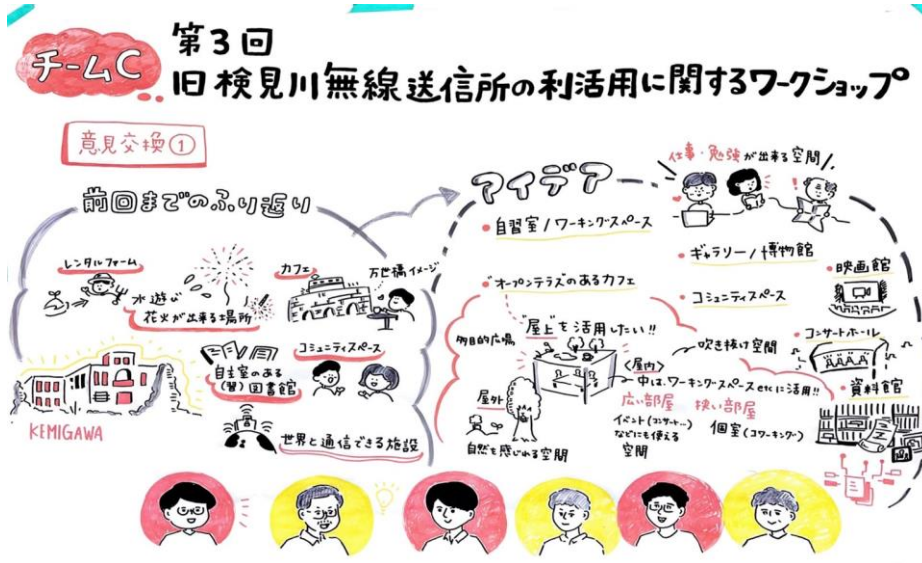 チームC
第3回
旧検見川無線送信所の利活用に関するワークショップ
意見交換①
前回までのふり返り
レンタルファーム
水遊び
花火が出来る場所
カフェ
万世橋イメージ
自主室のある
(習)図書館
コミュニティスペース
KEMIGAWA
世界と通信できる施設
アイデア
仕事・勉強が出来る空間
自習室/ワーキングスペース
ギャラリー/博物館
映画館
オープンテラスのあるカフェ
コミュニティスペース
コンサートホール
"屋上"を活用したい!!
多目的広場
吹き抜け空間
〈屋内〉
中は、ワーキングスペースetcに活用!!
資料館
屋外
広い部屋
狭い部屋
イベント(コンサート…)
などにも使える
空間
個室(コワーキング)
自然を感じれる空間